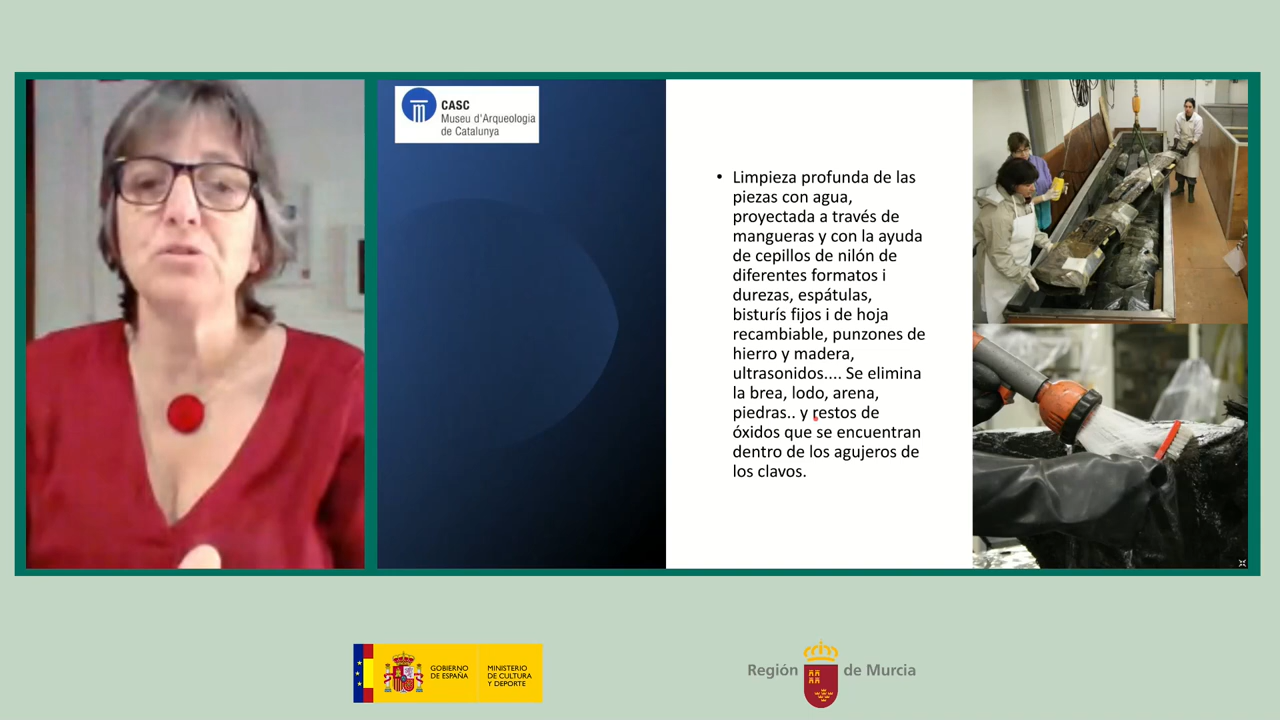 CASC
Museu d'Arqueologia
de Catalunya
• Limpieza profunda de las
piezas con agua,
proyectada a través de
mangueras y con la ayuda
de cepillos de nilón de
diferentes formatos i
durezas, espátulas,
bisturís fijos i de hoja
recambiable, punzones de
hierro y madera,
ultrasonidos.... Se elimina
la brea, lodo, arena,
piedras.. y restos de
óxidos que se encuentran
dentro de los agujeros de
los clavos.
GOBIERNO
DE ESPAÑA
MINISTERIO
DE CULTURA
Y DEPORTE
Región de Murcia